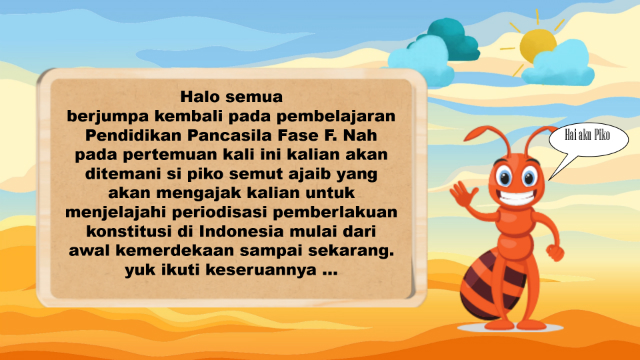 Halo semua
berjumpa kembali pada pembelajaran
Pendidikan Pancasila Fase F. Nah
pada pertemuan kali ini kalian akan
ditemani si piko semut ajaib yang
akan mengajak kalian untuk
menjelajahi periodisasi pemberlakuan
konstitusi di Indonesia mulai dari
awal kemerdekaan sampai sekarang.
yuk ikuti keseruannya ...
Hai aku Piko